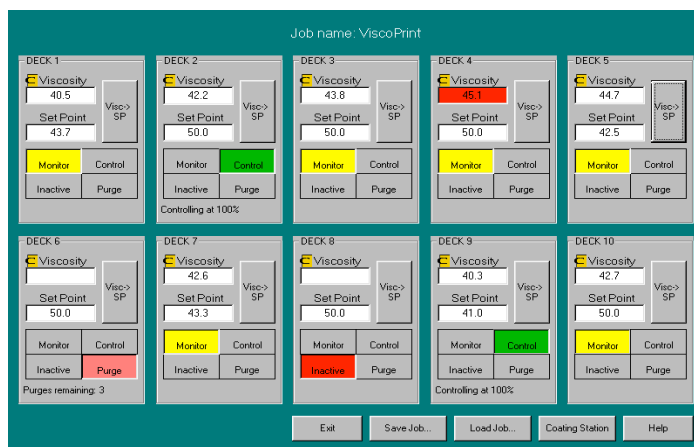 Job name: ViscoPrint
DECK 1
Viscosity
40.5
Visc->
SP
Set Point
43.7
Monitor Control
Inactive Purge
DECK 2
Viscosity
42.2
Visc->
SP
Set Point
50.0
Monitor Control
Inactive Purge
Controlling at 100%
DECK 3
Viscosity
43.8
Visc->
SP
Set Point
50.0
Monitor Control
Inactive Purge
DECK 4
Viscosity
45.1
Visc->
SP
Set Point
50.0
Monitor Control
Inactive Purge
DECK 5
Viscosity
44.7
Visc->
SP
Set Point
42.5
Monitor Control
Inactive Purge
DECK 6
Viscosity
Visc->
SP
Set Point
50.0
Monitor Control
Inactive Purge
Purges remaining: 3
DECK 7
Viscosity
42.6
Visc->
SP
Set Point
43.3
Monitor Control
Inactive Purge
DECK 8
Viscosity
Visc->
SP
Set Point
50.0
Monitor Control
Inactive Purge
DECK 9
Viscosity
40.3
Visc->
SP
Set Point
41.0
Monitor Control
Inactive Purge
Controlling at 100%
DECK 10
Viscosity
42.7
Visc->
SP
Set Point
50.0
Monitor Control
Inactive Purge
Exit Save Job... Load Job... Coating Station Help